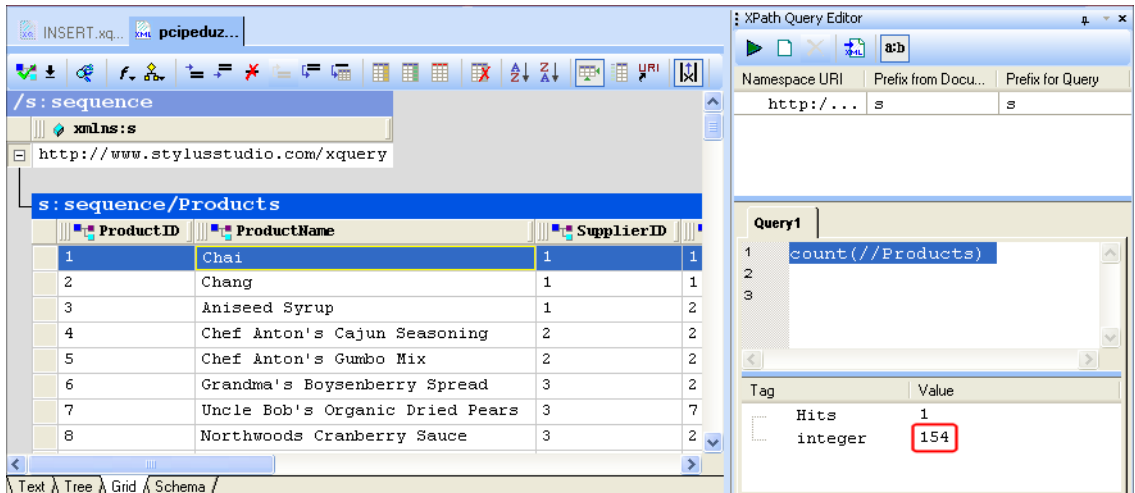 INSERT.xq... pcipeduz...
/s:sequence
xmlns:s
http://www.stylusstudio.com/xquery
s:sequence/Products
ProductID ProductName SupplierID
1 Chai 1 1
2 Chang 1 1
3 Aniseed Syrup 1 2
4 Chef Anton's Cajun Seasoning 2 2
5 Chef Anton's Gumbo Mix 2 2
6 Grandma's Boysenberry Spread 3 2
7 Uncle Bob's Organic Dried Pears 3 7
8 Northwoods Cranberry Sauce 3 2
Text Tree Grid Schema
XPath Query Editor
a:b
Namespace URI Prefix from Docu... Prefix for Query
http:/... s s
Query1
1 count(//Products)
2
3
Tag Value
Hits 1
integer 154